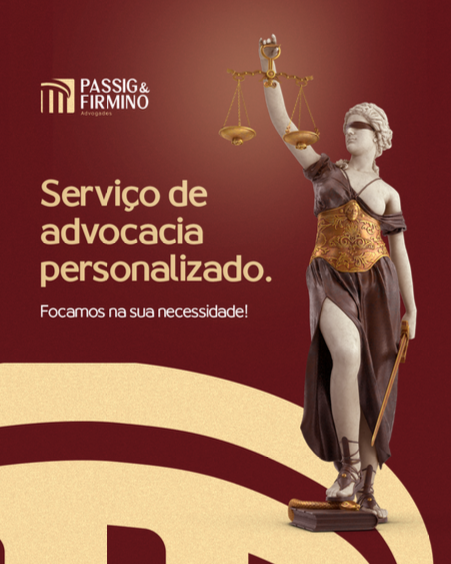 PASSIG&
FIRMINO
Advogados
Serviço de
advocacia
personalizado.
Focamos na sua necessidade!